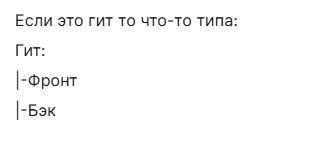 Если это гит то что-то типа:
Гит:
|-Фронт
|-Бэк